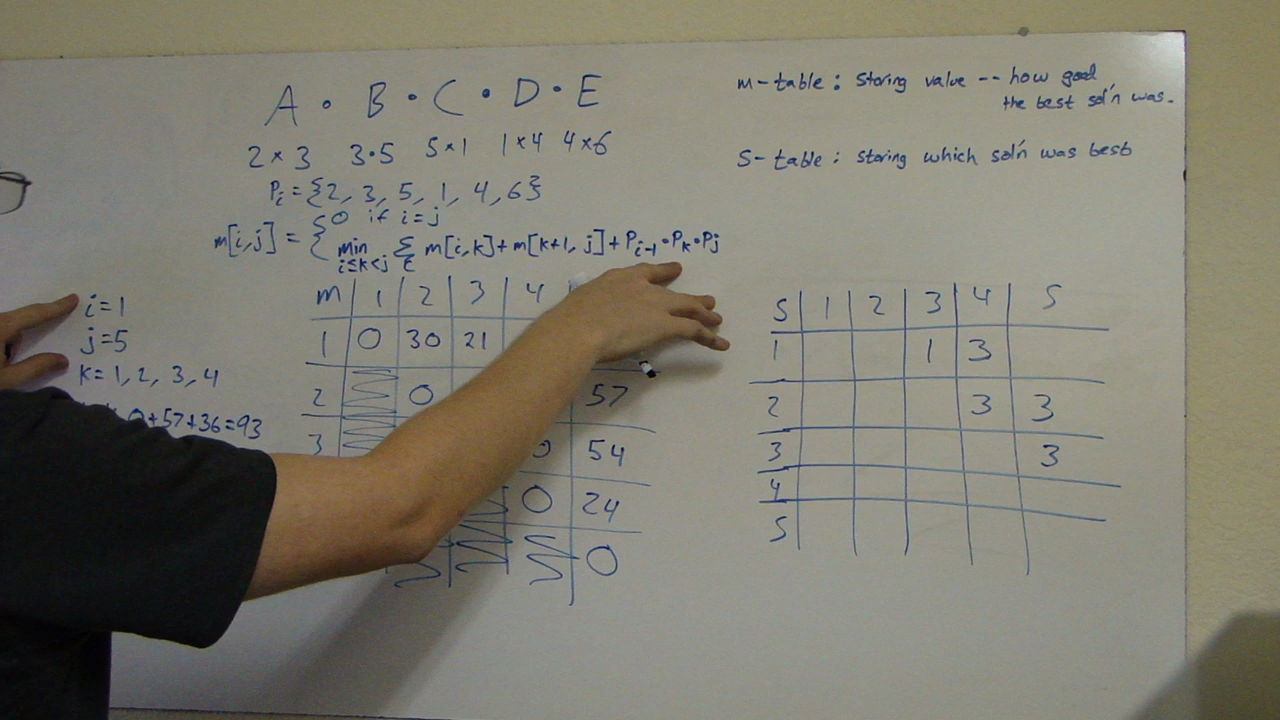 A • B • C • D • E
2×3 3•5 5×1 1×4 4×6
Pi = {2, 3, 5, 1, 4, 6}
m[i,j] = { 0 if i=j
min i≤k<j { m[i,k]+m[k+1, j]+Pi-1•Pk•Pj
m 1 2 3 4
1 0 30 21
2 0 57
3 0 54
0 24
0
i=1
j=5
k=1, 2, 3, 4
0+57+36=93
m-table: Storing value -- how good
the best sol'n was.
S-table: storing which sol'n was best
S 1 2 3 4 5
1 1 3
2 3 3
3 3
4
5